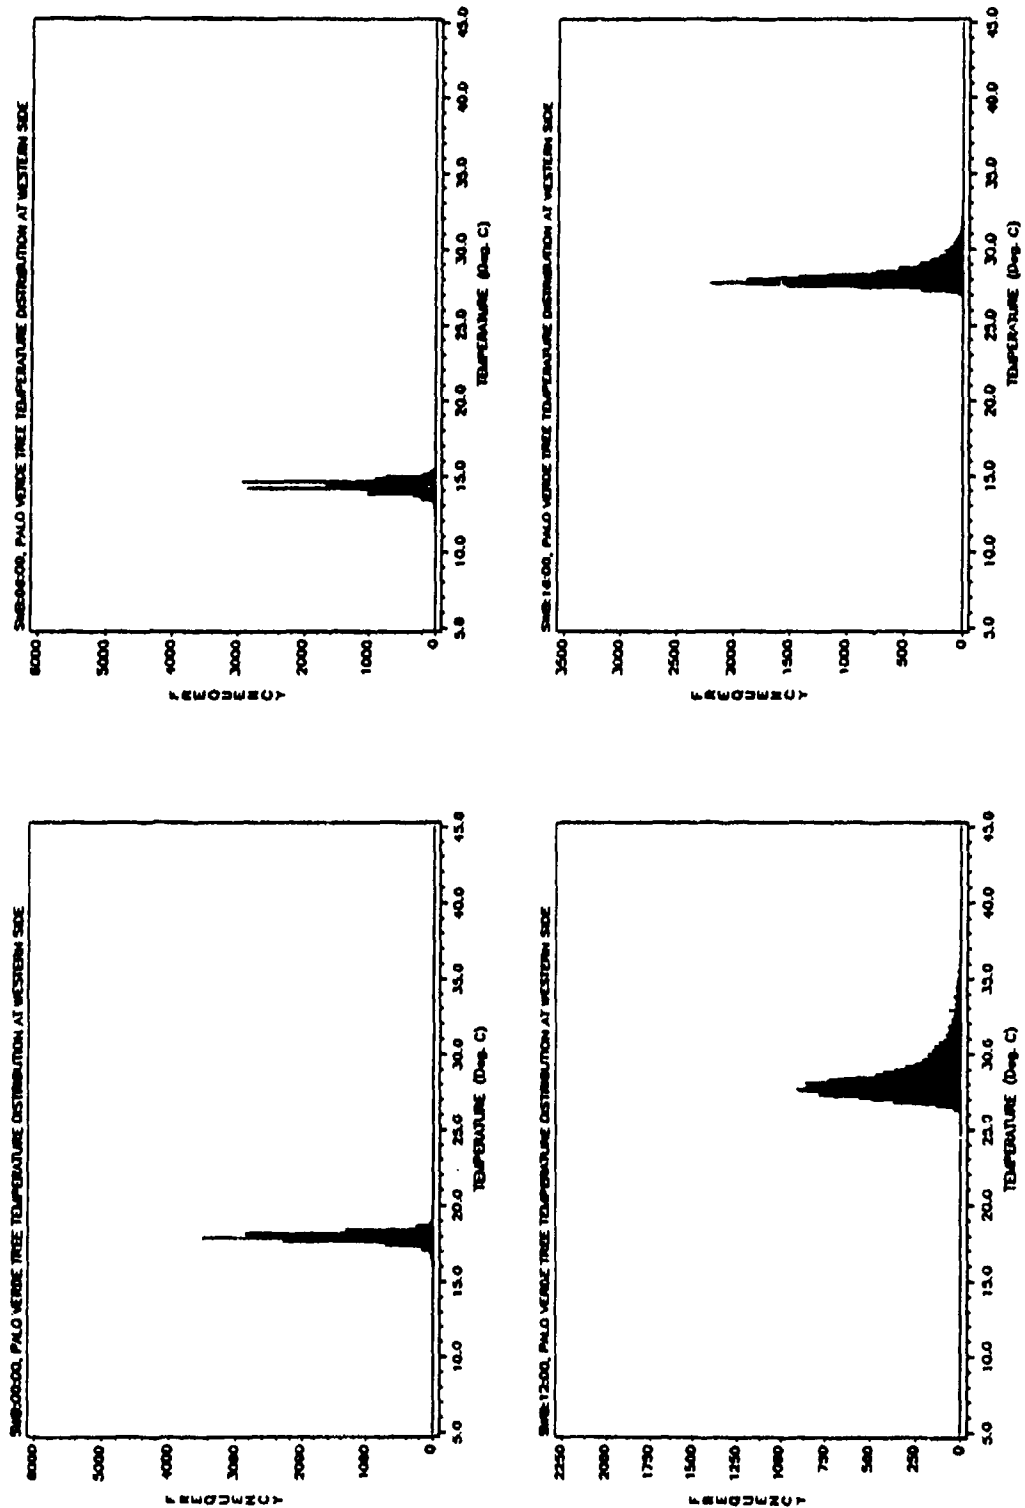 SWB:00:00, PALO VERDE TREE TEMPERATURE DISTRIBUTION AT WESTERN SIDE
6000
5000
4000
3000
2000
1000
0
FREQUENCY
5.0 10.0 15.0 20.0 25.0 30.0 35.0 40.0 45.0
TEMPERATURE (Deg. C)
SWB:06:00, PALO VERDE TREE TEMPERATURE DISTRIBUTION AT WESTERN SIDE
6000
5000
4000
3000
2000
1000
0
FREQUENCY
5.0 10.0 15.0 20.0 25.0 30.0 35.0 40.0 45.0
TEMPERATURE (Deg. C)
SWB:12:00, PALO VERDE TREE TEMPERATURE DISTRIBUTION AT WESTERN SIDE
2250
2000
1750
1500
1250
1000
750
500
250
0
FREQUENCY
5.0 10.0 15.0 20.0 25.0 30.0 35.0 40.0 45.0
TEMPERATURE (Deg. C)
PALO VERDE TREE TEMPERATURE DISTRIBUTION AT WESTERN SIDE
3500
3000
2500
2000
1500
1000
500
0
FREQUENCY
5.0 10.0 15.0 20.0 25.0 30.0 35.0 40.0 45.0
TEMPERATURE (Deg. C)